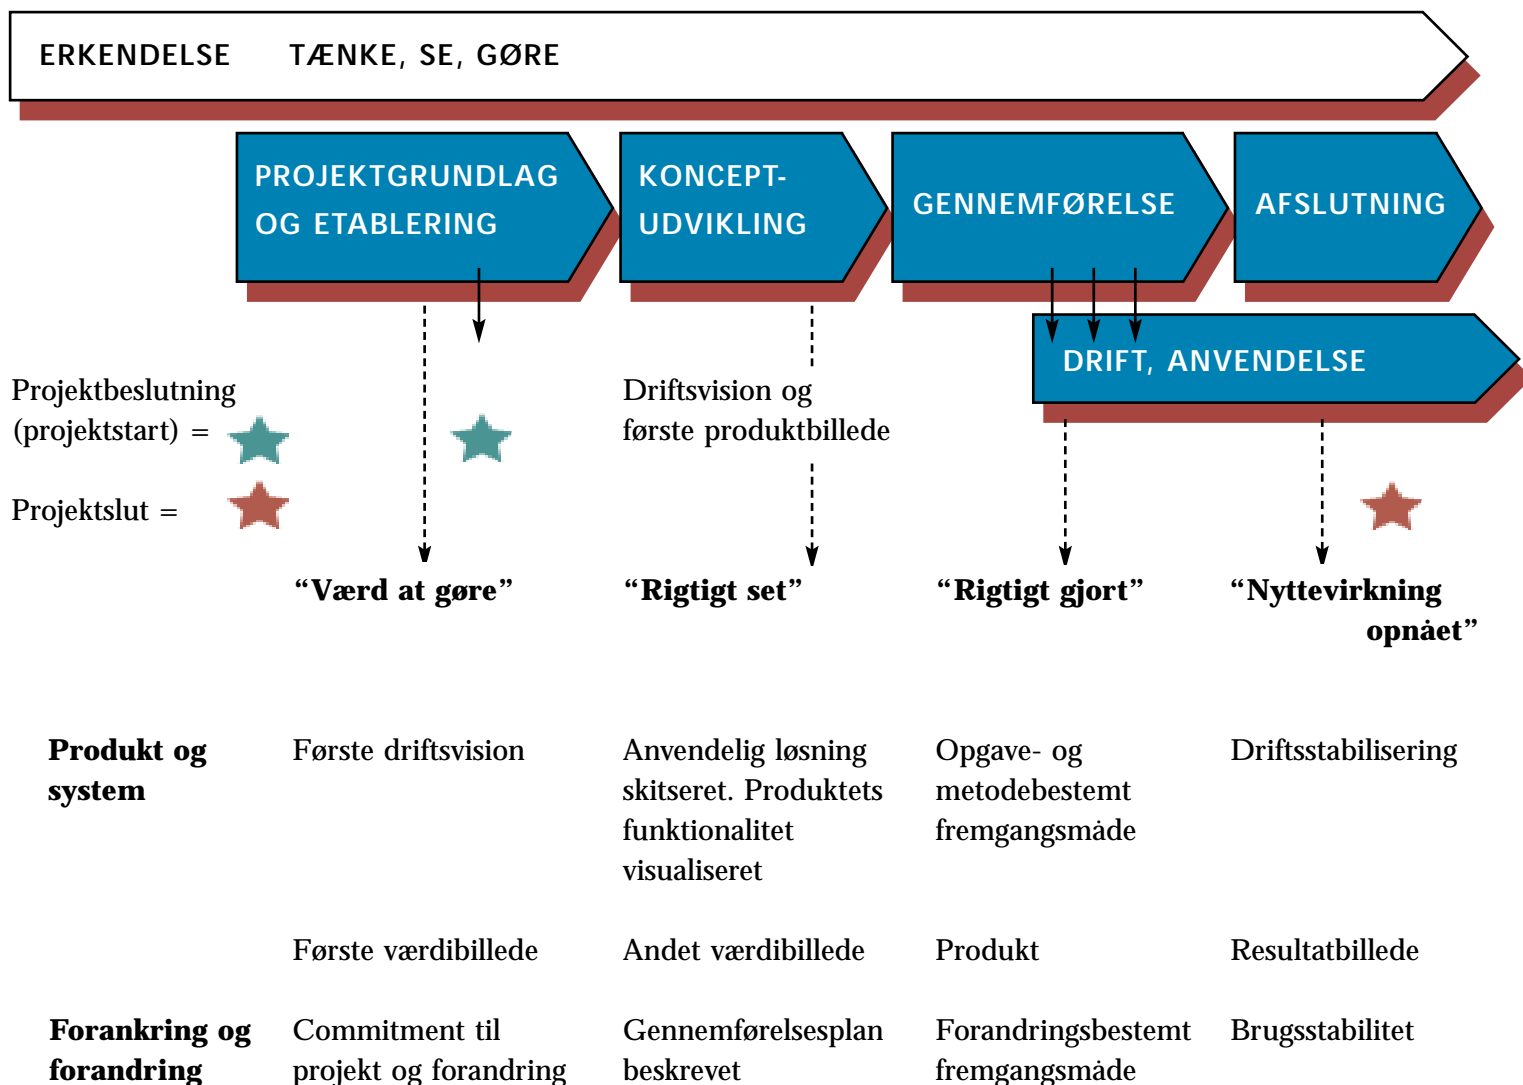 ERKENDELSE TÆNKE, SE, GØRE
PROJEKTGRUNDLAG
OG ETABLERING
KONCEPT-
UDVIKLING
GENNEMFØRELSE
AFSLUTNING
DRIFT, ANVENDELSE
Projektbeslutning
(projektstart) =
Projektslut =
Driftsvision og
første produktbillede
“Værd at gøre”
“Rigtigt set”
“Rigtigt gjort”
“Nyttevirkning
opnået”
Produkt og
system
Første driftsvision
Anvendelig løsning
skitseret. Produktets
funktionalitet
visualiseret
Opgave- og
metodebestemt
fremgangsmåde
Driftsstabilisering
Første værdibillede
Andet værdibillede
Produkt
Resultatbillede
Forankring og
forandring
Commitment til
projekt og forandring
Gennemførelsesplan
beskrevet
Forandringsbestemt
fremgangsmåde
Brugsstabilitet